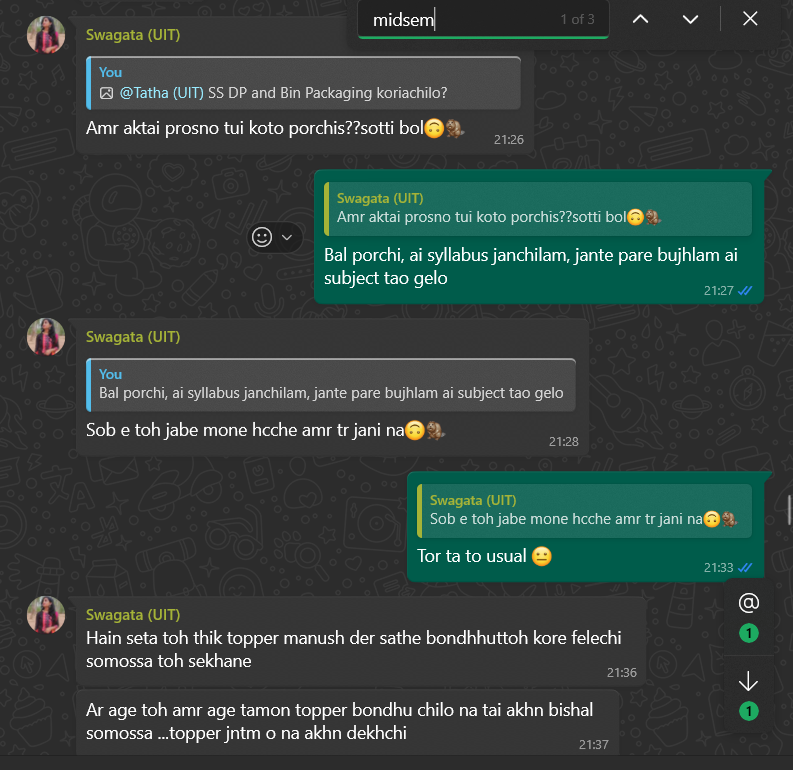 midsem
1 of 3
Swagata (UIT)
You
@Tatha (UIT) SS DP and Bin Packaging koriachilo?
Amr aktai prosno tui koto porchis??sotti bol🙃🦫
21:26
Swagata (UIT)
Amr aktai prosno tui koto porchis??sotti bol🙃🦫
Bal porchi, ai syllabus janchilam, jante pare bujhlam ai
subject tao gelo
21:27
Swagata (UIT)
You
Bal porchi, ai syllabus janchilam, jante pare bujhlam ai subject tao gelo
Sob e toh jabe mone hcche amr tr jani na🙃🦫
21:28
Swagata (UIT)
Sob e toh jabe mone hcche amr tr jani na🙃🦫
Tor ta to usual 😐
21:33
@
1
Swagata (UIT)
Hain seta toh thik topper manush der sathe bondhhuttoh kore felechi
somossa toh sekhane
21:36
1
Ar age toh amr age tamon topper bondhu chilo na tai akhn bishal
somossa ...topper jntm o na akhn dekhchi
21:37